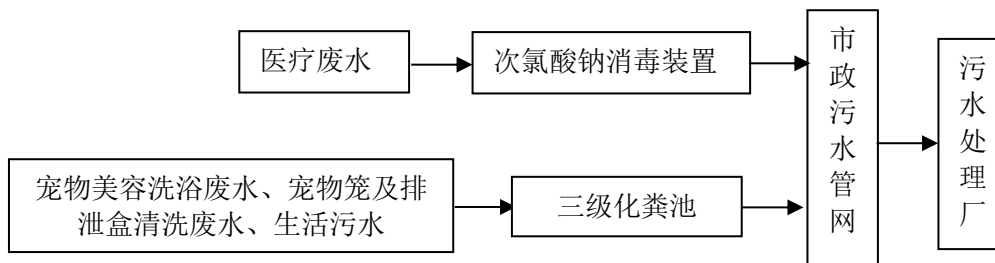 医疗废水
次氯酸钠消毒装置
宠物美容洗浴废水、宠物笼及排
泄盒清洗废水、生活污水
三级化粪池
市政污水管网
污水处理厂